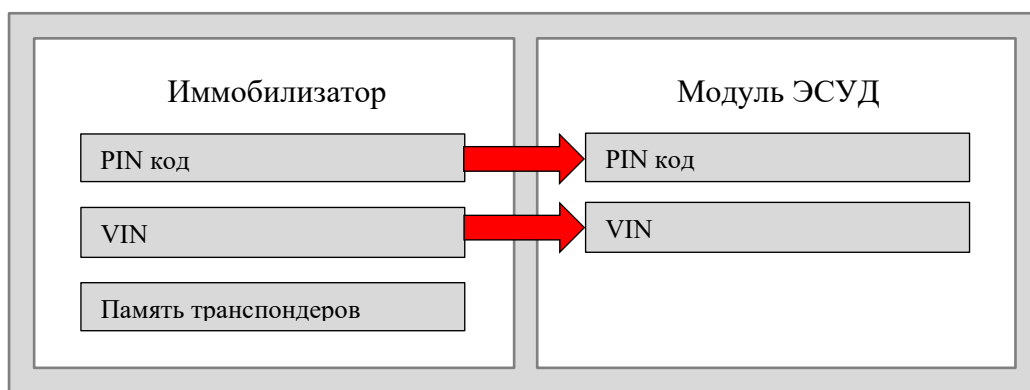 Иммобилизатор
PIN код
VIN
Память транспондеров
Модуль ЭСУД
PIN код
VIN